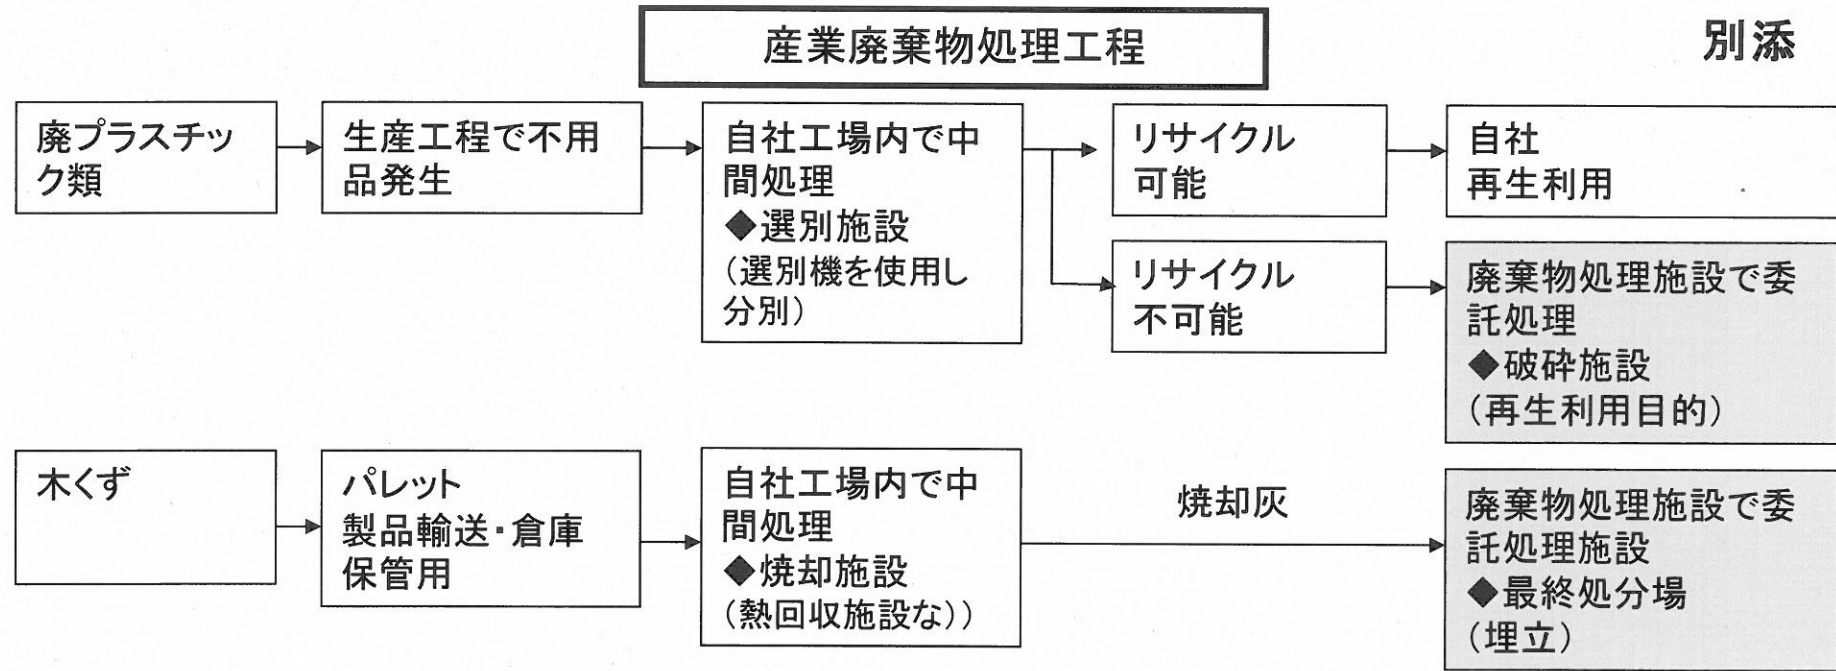 産業廃棄物処理工程
別添
廃プラスチッ
ク類
生産工程で不用
品発生
自社工場内で中
間処理
◆選別施設
(選別機を使用し
分別)
リサイクル
可能
自社
再生利用
リサイクル
不可能
廃棄物処理施設で委
託処理
◆破砕施設
(再生利用目的)
木くず
パレット
製品輸送・倉庫
保管用
自社工場内で中
間処理
◆焼却施設
(熱回収施設な))
焼却灰
廃棄物処理施設で委
託処理施設
◆最終処分場
(埋立)